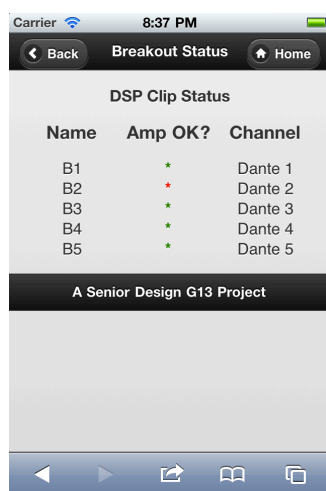 Carrier 8:37 PM
Back Breakout Status Home
DSP Clip Status
Name Amp OK? Channel
B1 * Dante 1
B2 * Dante 2
B3 * Dante 3
B4 * Dante 4
B5 * Dante 5
A Senior Design G13 Project